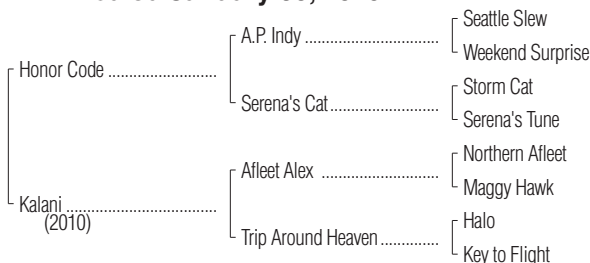 Seattle Slew
A.P. Indy ..................................
Weekend Surprise
Honor Code ...........................
Storm Cat
Serena's Cat...........................
Serena's Tune
Northern Afleet
Afleet Alex .............................
Maggy Hawk
Kalani .....................................
(2010)
Halo
Trip Around Heaven..............
Key to Flight